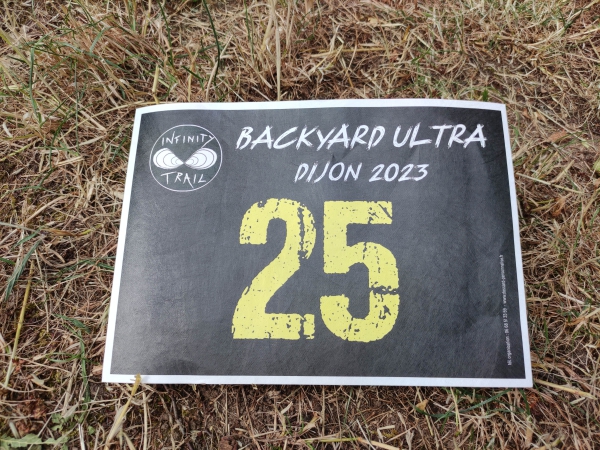 INFINITY
TRAIL
BACKYARD ULTRA
DIJON 2023
25